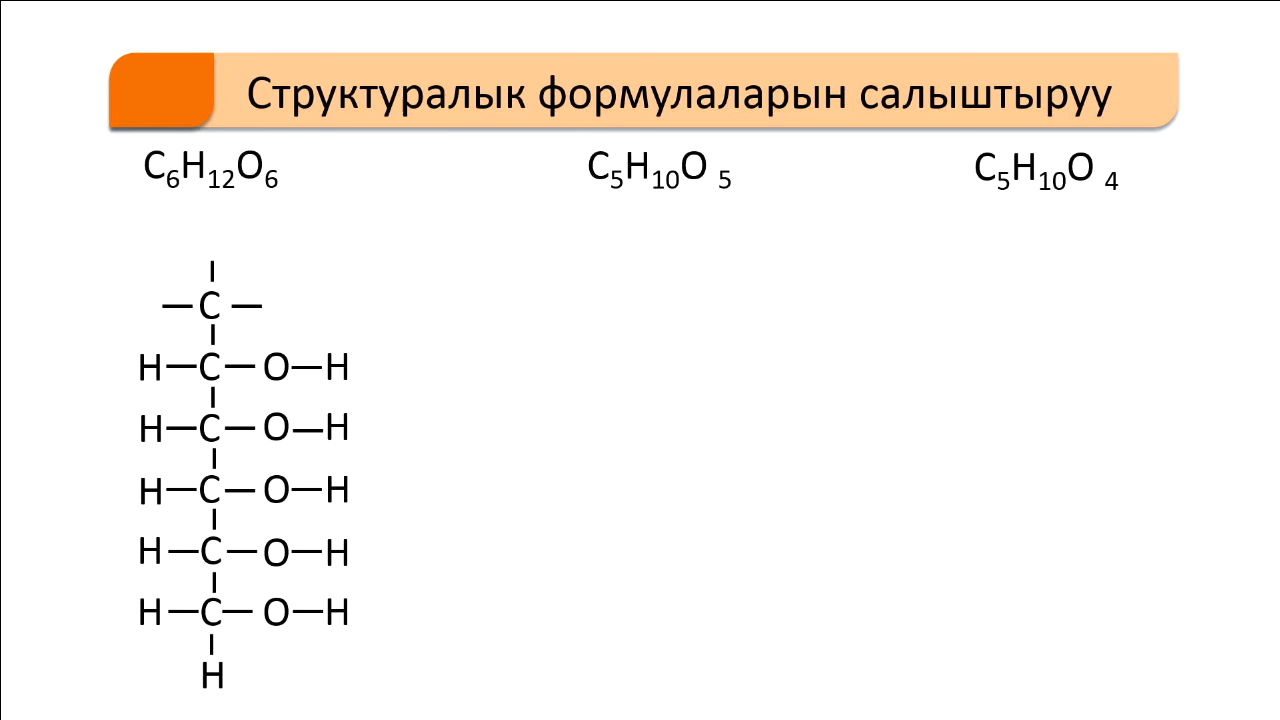 Структуралык формулаларын салыштыруу
C₆H₁₂O₆ C₅H₁₀O ₅ C₅H₁₀O ₄
—C—
H—C—O—H
H—C—O—H
H—C—O—H
H—C—O—H
H—C—O—H
H